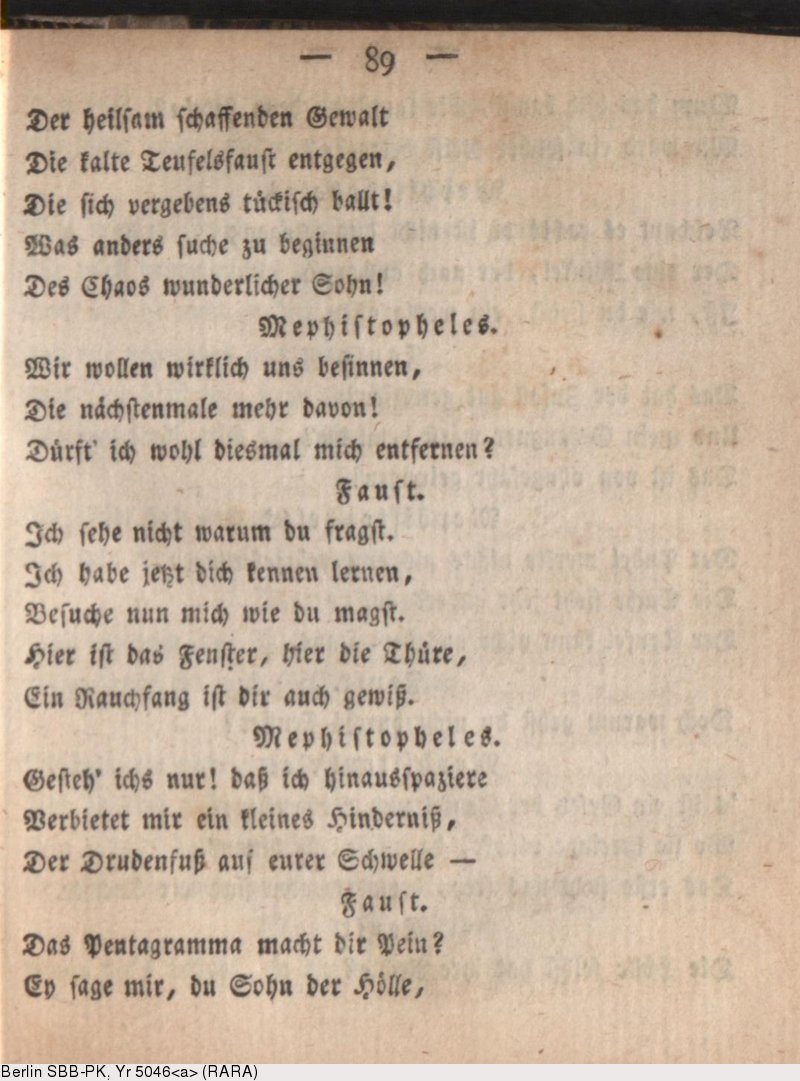 — 89 —
Der heilsam schaffenden Gewalt
Die kalte Teufelsfaust entgegen,
Die sich vergebens tückisch ballt!
Was anders suche zu beginnen
Des Chaos wunderlicher Sohn!
Mephistopheles.
Wir wollen wirklich uns besinnen,
Die nächstenmale mehr davon!
Dürft' ich wohl diesmal mich entfernen?
Faust.
Ich sehe nicht warum du fragst.
Ich habe jetzt dich kennen lernen,
Besuche nun mich wie du magst.
Hier ist das Fenster, hier die Thüre,
Ein Rauchfang ist dir auch gewiß.
Mephistopheles.
Gesteh' ichs nur! daß ich hinausspaziere
Verbietet mir ein kleines Hinderniß,
Der Drudenfuß auf eurer Schwelle —
Faust.
Das Pentagramma macht dir Pein?
Ey sage mir, du Sohn der Hölle,
Berlin SBB-PK, Yr 5046<a> (RARA)